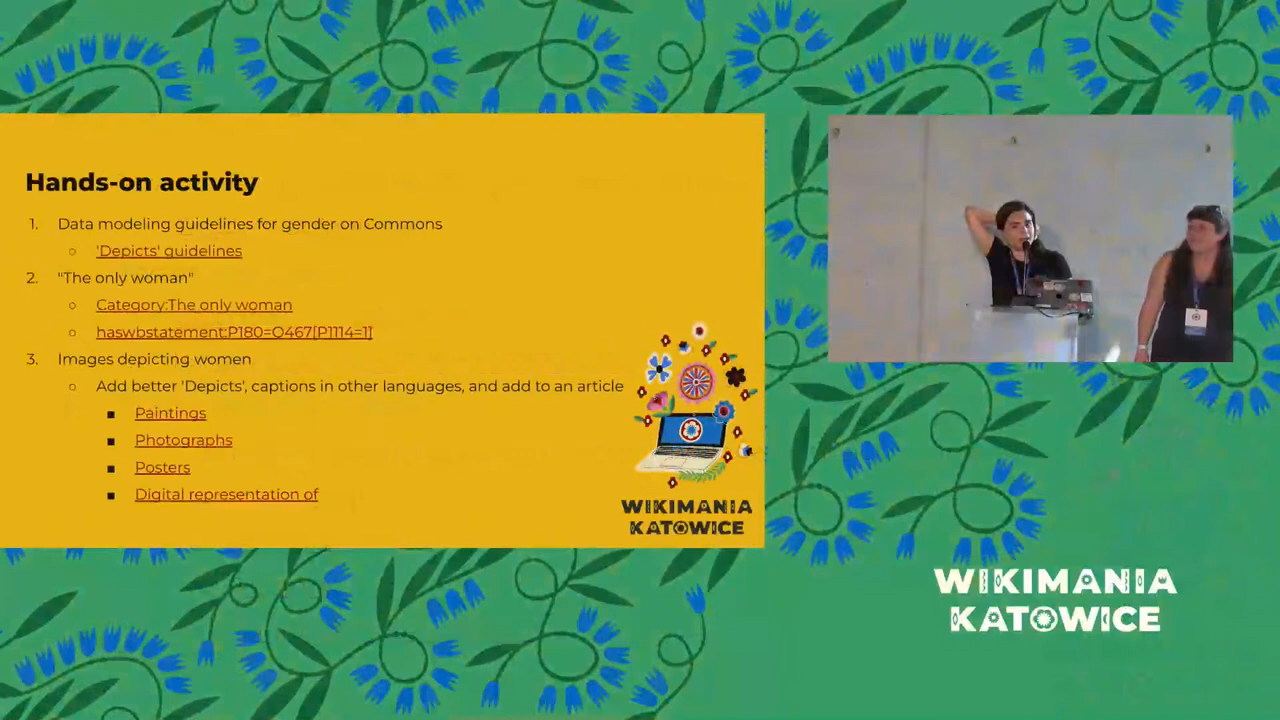 Hands-on activity
1. Data modeling guidelines for gender on Commons
○ 'Depicts' guidelines
2. "The only woman"
○ Category:The only woman
○ haswbstatement:P180=Q467[P1114=1]
3. Images depicting women
○ Add better 'Depicts', captions in other languages, and add to an article
■ Paintings
■ Photographs
■ Posters
■ Digital representation of
WIKIMANIA
KATOWICE
WIKIMANIA
KATOWICE